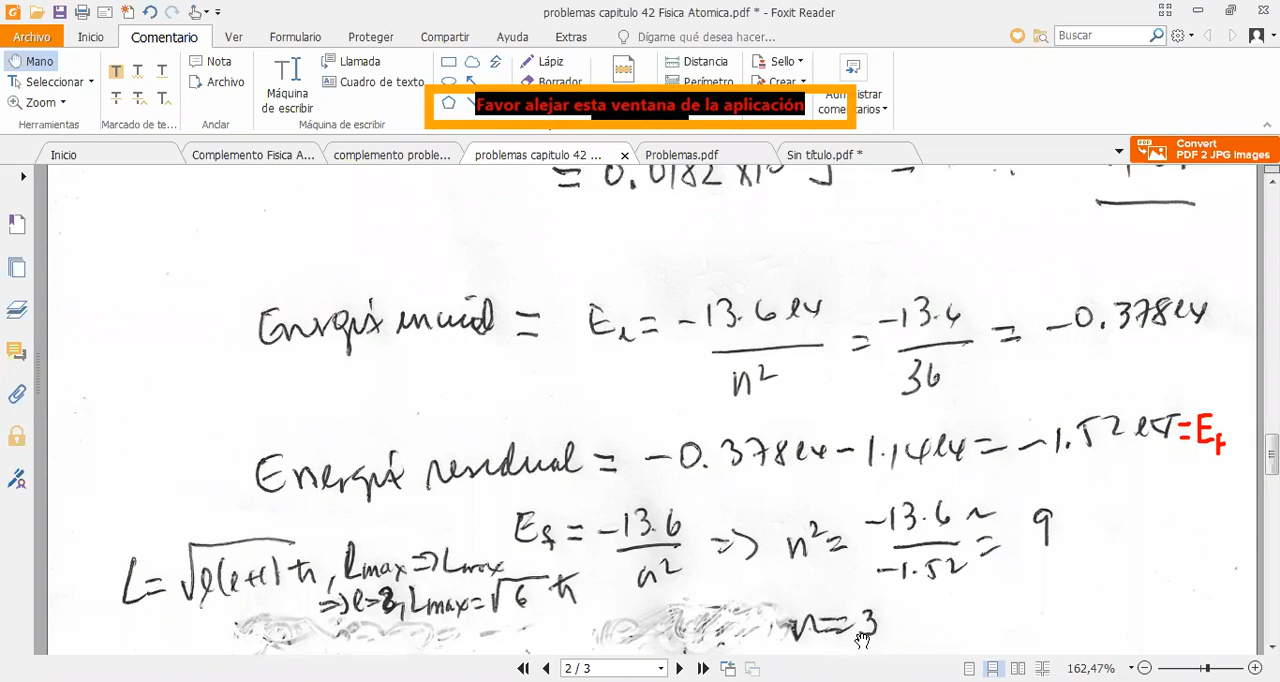 problemas capitulo 42 Fisica Atomica.pdf * - Foxit Reader
Archivo Inicio Comentario Ver Formulario Proteger Compartir Ayuda Extras Dígame qué desea hacer... Buscar
Mano
Seleccionar
Zoom
Herramientas
Marcado de te...
Nota
Archivo
Anclar
Máquina de escribir
Llamada
Cuadro de texto
Máquina de escribir
Lápiz
Borrador
Distancia
Perímetro
Sello
Crear
Administrar
comentarios
Favor alejar esta ventana de la aplicación
Inicio Complemento Fisica A... complemento proble... problemas capitulo 42 ... Problemas.pdf Sin título.pdf *
Convert
PDF 2 JPG Images
= 0.0182 x10 J =
Energía inicial = Ei = -13.6 eV / n² = -13.6 / 36 = -0.378 eV
Energía residual = -0.378 eV - 1.14 eV = -1.52 eV = Ef
Ef = -13.6 / n² => n² = -13.6 / -1.52 ~= 9
L = √l(l+1) ħ, lmax => Lmax
=> l=2, Lmax = √6 ħ
n = 3
2 / 3
162,47%